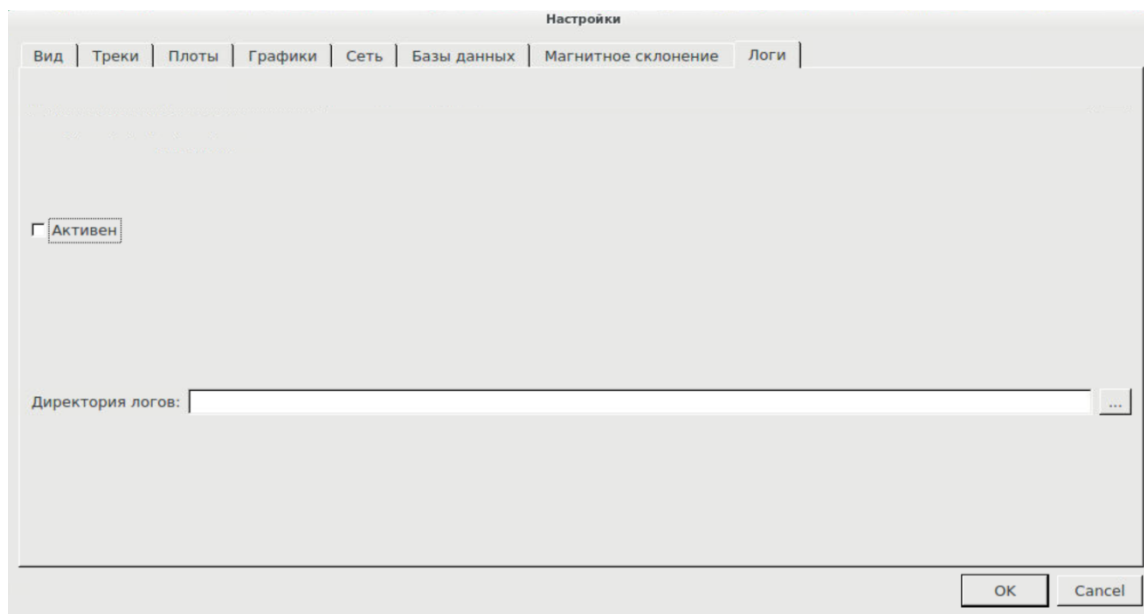 Настройки
Вид Треки Плоты Графики Сеть Базы данных Магнитное склонение Логи
Активен
Директория логов: ...
OK Cancel